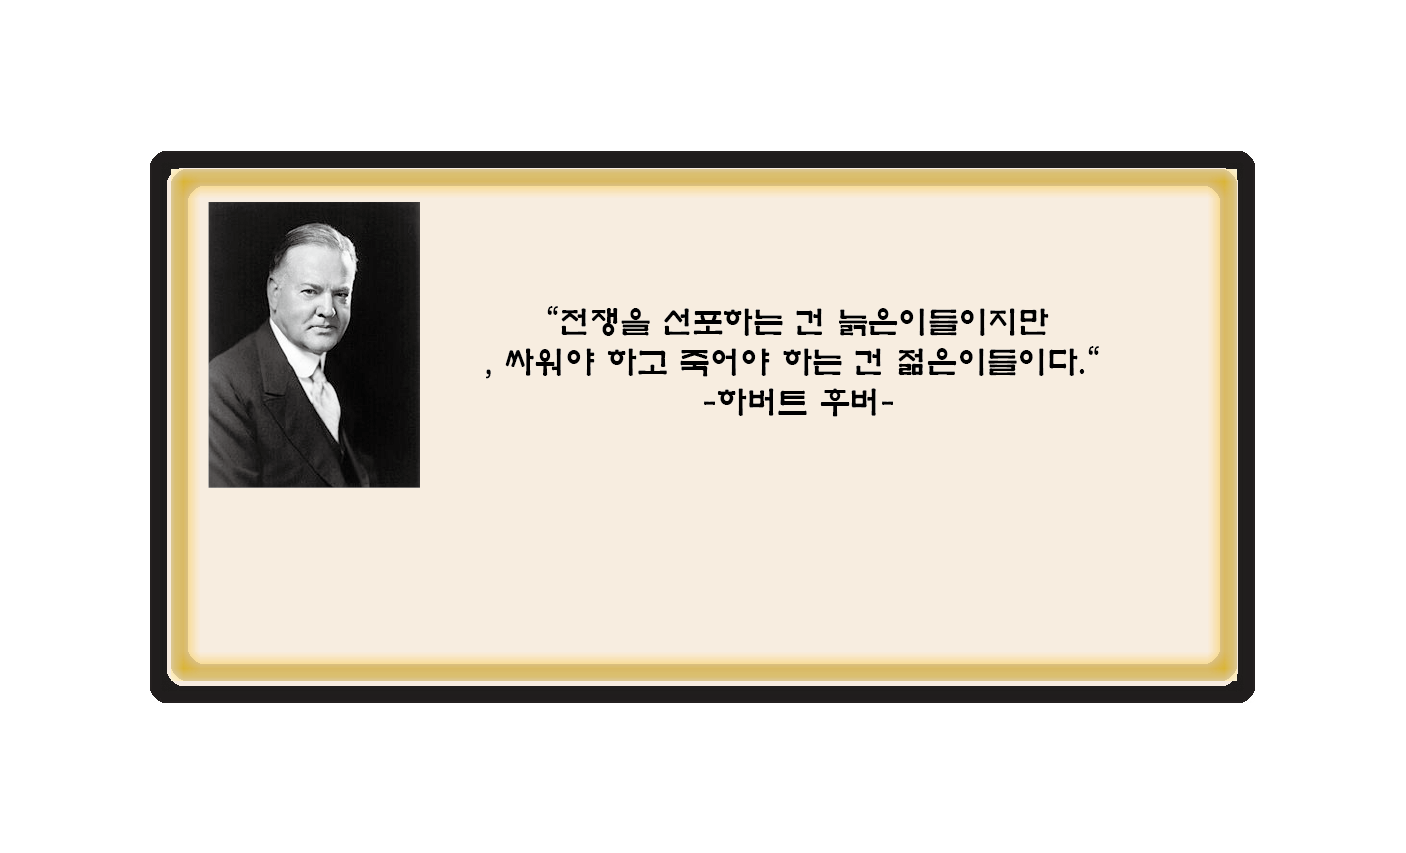 “전쟁을 선포하는 건 늙은이들이지만
, 싸워야 하고 죽어야 하는 건 젊은이들이다.“
-하버트 후버-